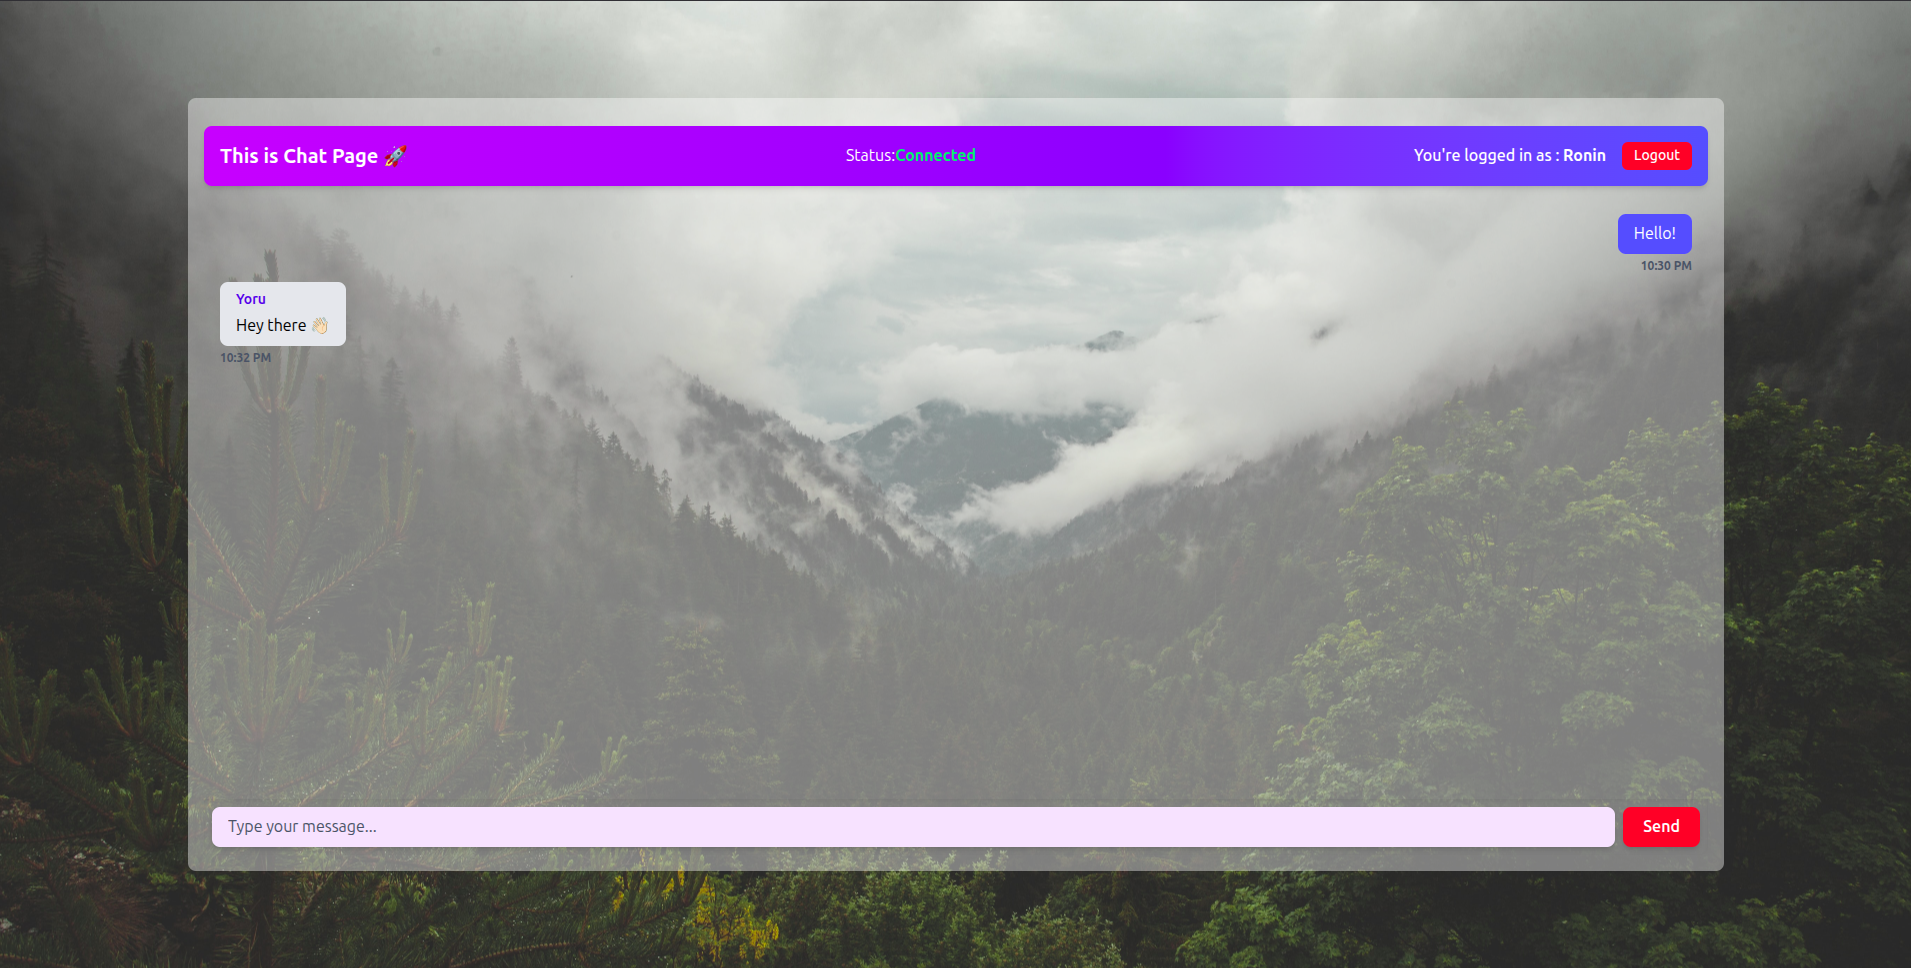 This is Chat Page 🚀
Status:Connected
You're logged in as : Ronin
Logout
Hello!
10:30 PM
Yoru
Hey there 👋🏻
10:32 PM
Type your message...
Send